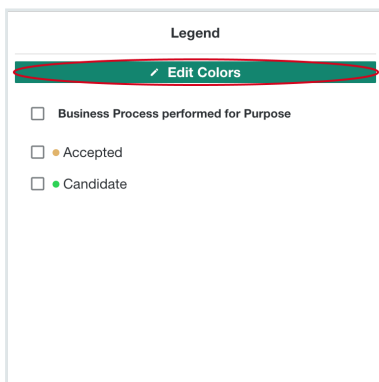 Legend
Edit Colors
Business Process performed for Purpose
Accepted
Candidate